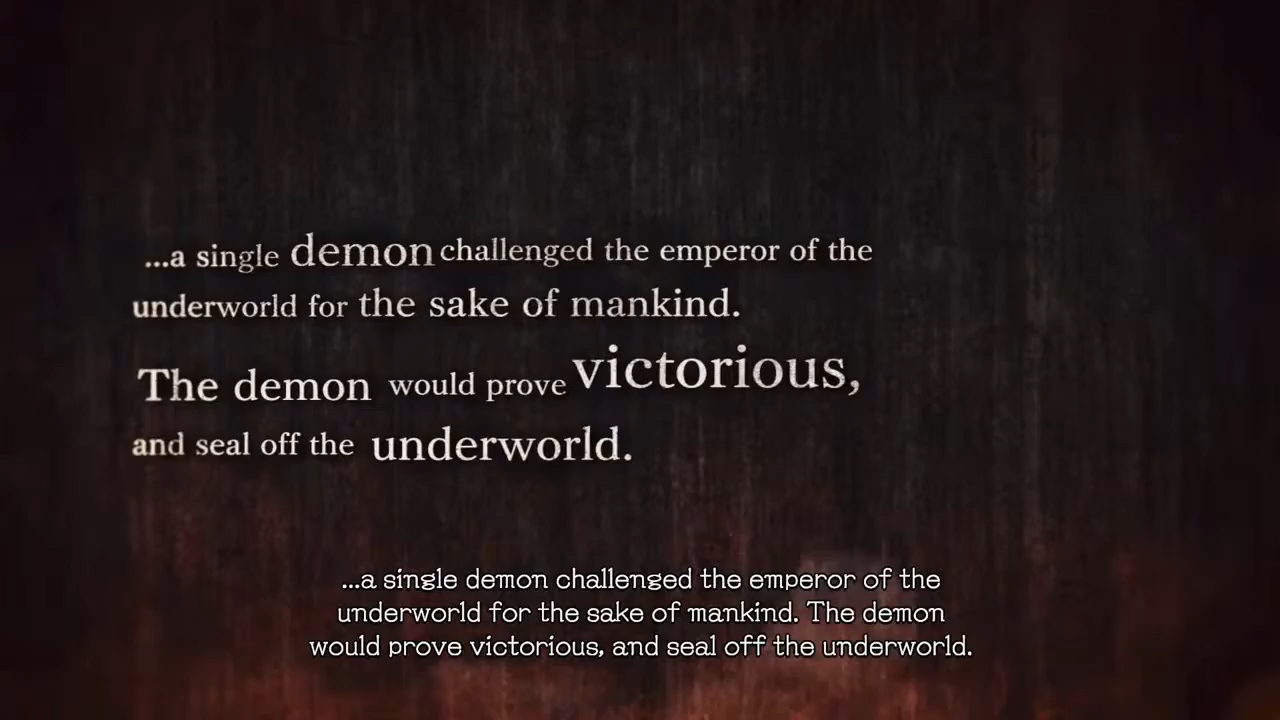 ...a single demon challenged the emperor of the
underworld for the sake of mankind.
The demon would prove victorious,
and seal off the underworld.
...a single demon challenged the emperor of the
underworld for the sake of mankind. The demon
would prove victorious, and seal off the underworld.